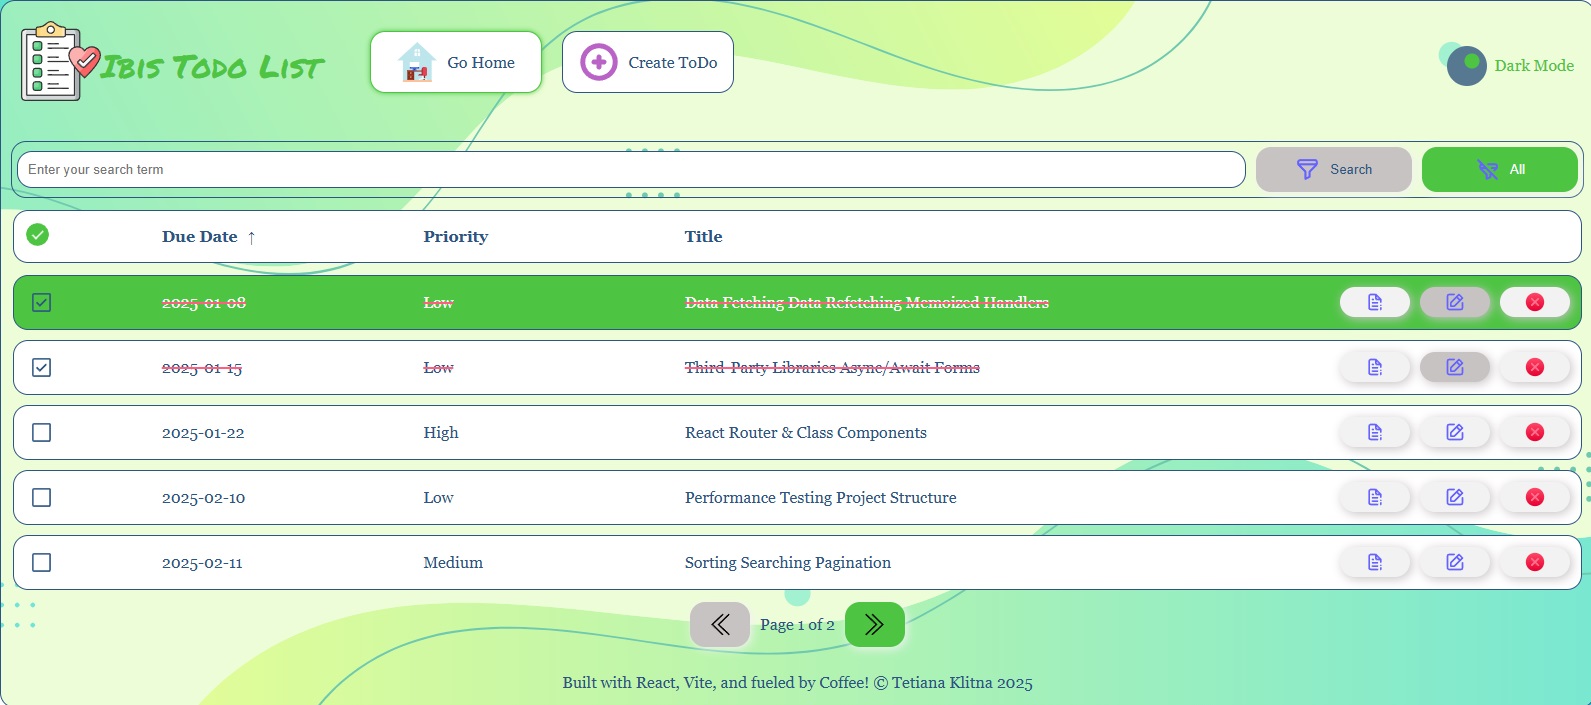 Ibis Todo List
Go Home
Create ToDo
Dark Mode
Enter your search term
Search
All
Due Date ↑ Priority Title
2025-01-08 Low Data Fetching Data Refetching Memoized Handlers
2025-01-15 Low Third-Party Libraries Async/Await Forms
2025-01-22 High React Router & Class Components
2025-02-10 Low Performance Testing Project Structure
2025-02-11 Medium Sorting Searching Pagination
Page 1 of 2
Built with React, Vite, and fueled by Coffee! © Tetiana Klitna 2025